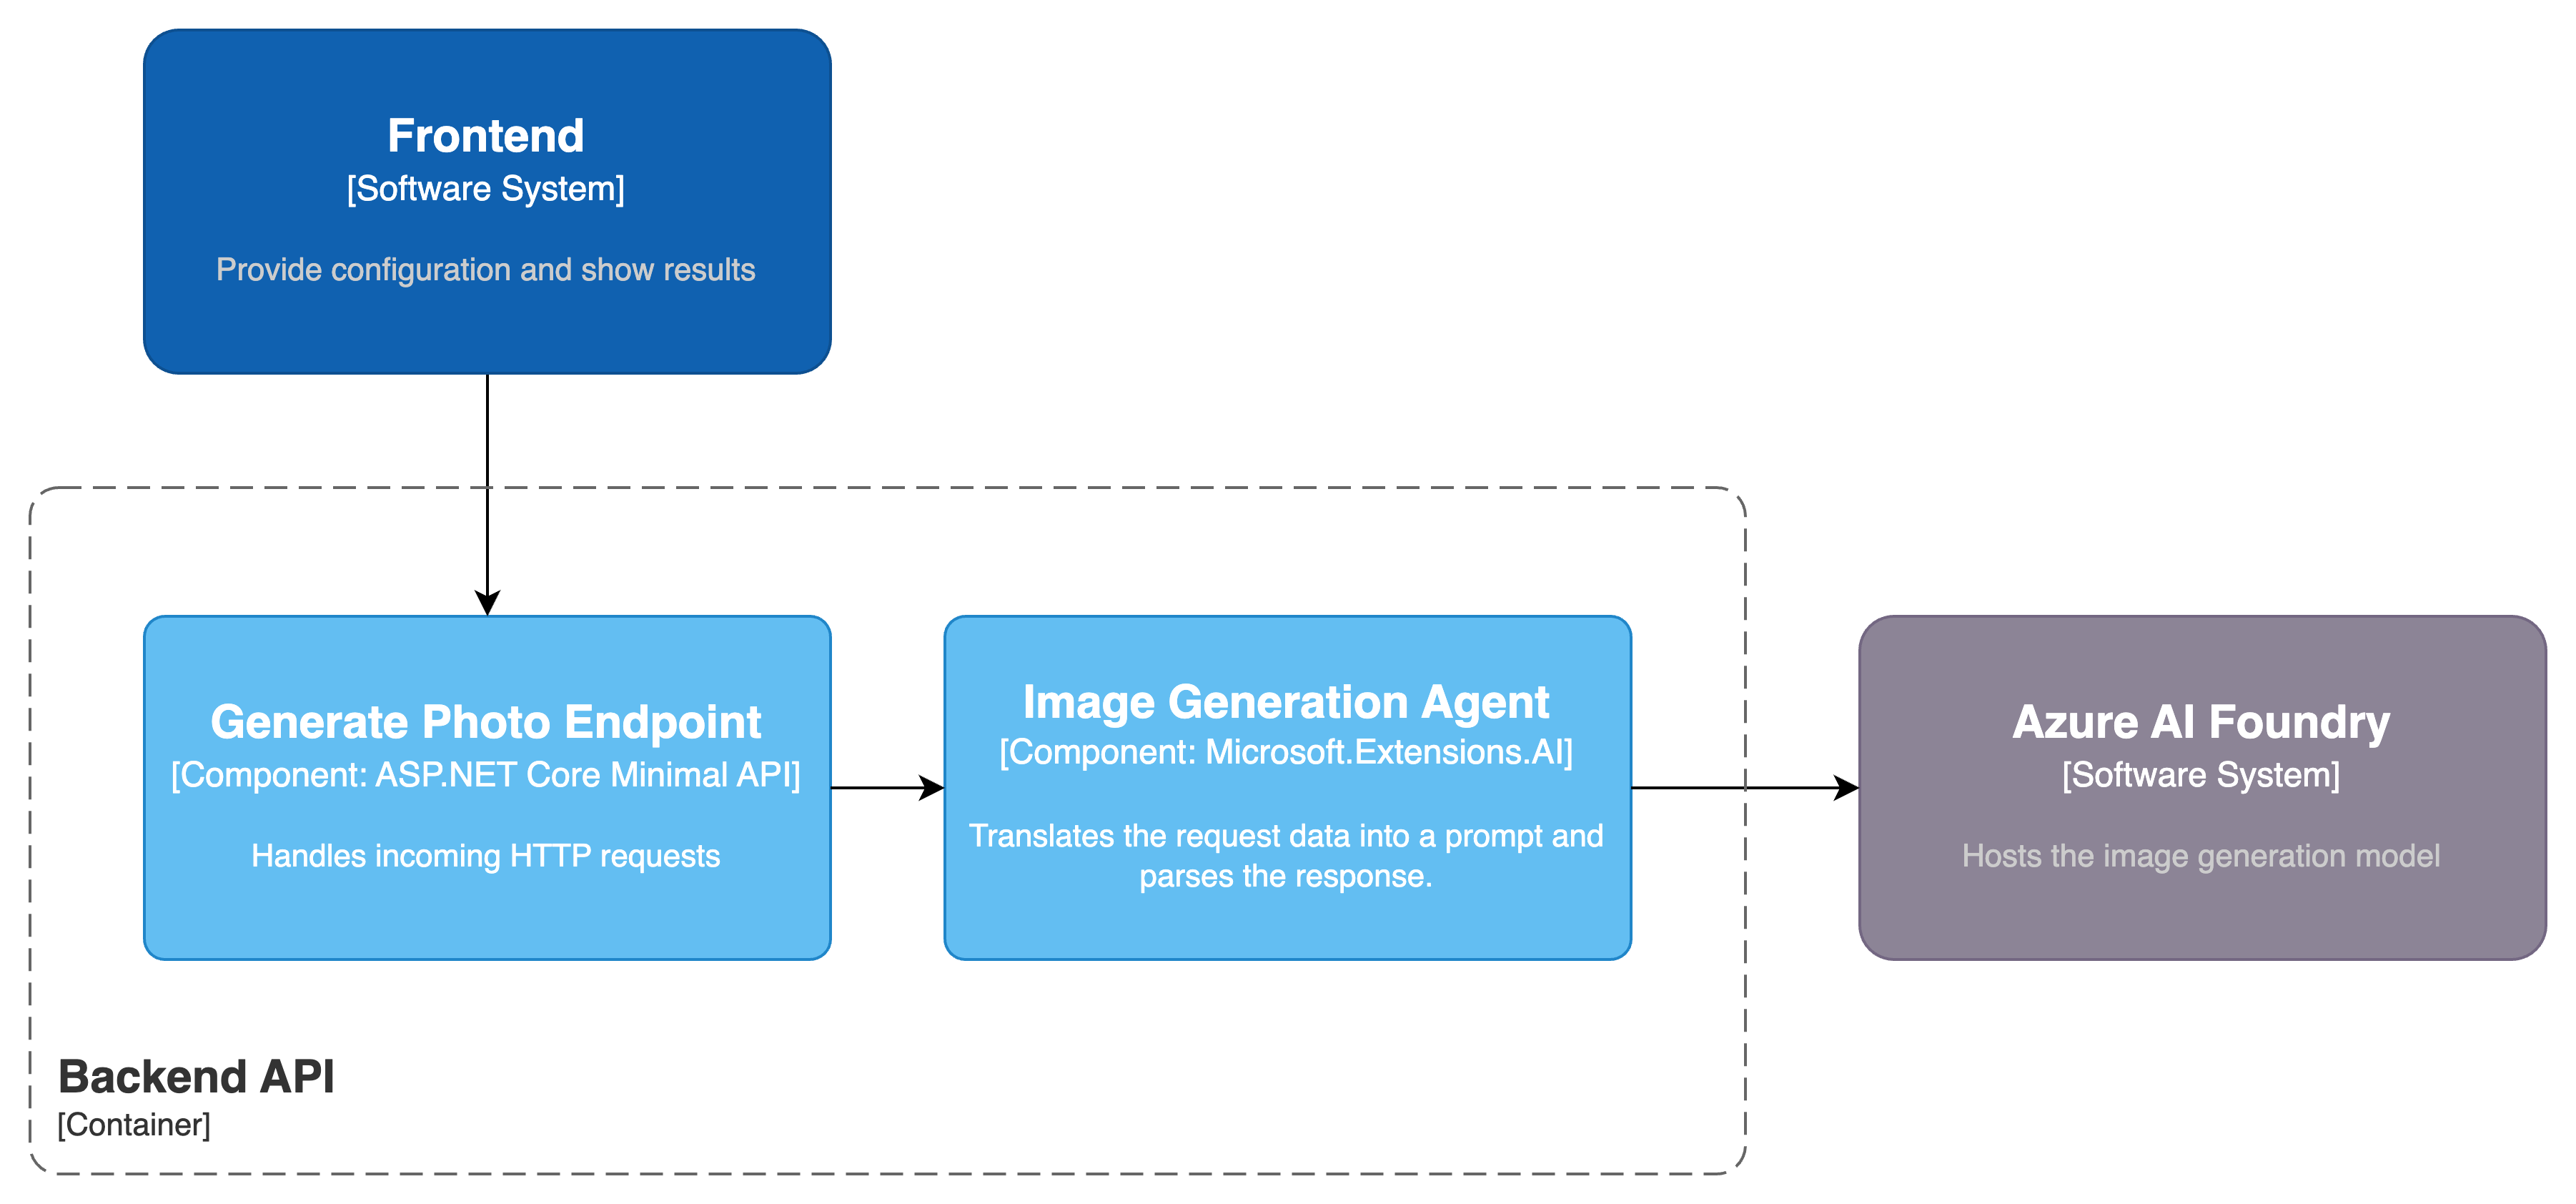 Frontend
[Software System]
Provide configuration and show results
Generate Photo Endpoint
[Component: ASP.NET Core Minimal API]
Handles incoming HTTP requests
Image Generation Agent
[Component: Microsoft.Extensions.AI]
Translates the request data into a prompt and
parses the response.
Azure AI Foundry
[Software System]
Hosts the image generation model
Backend API
[Container]